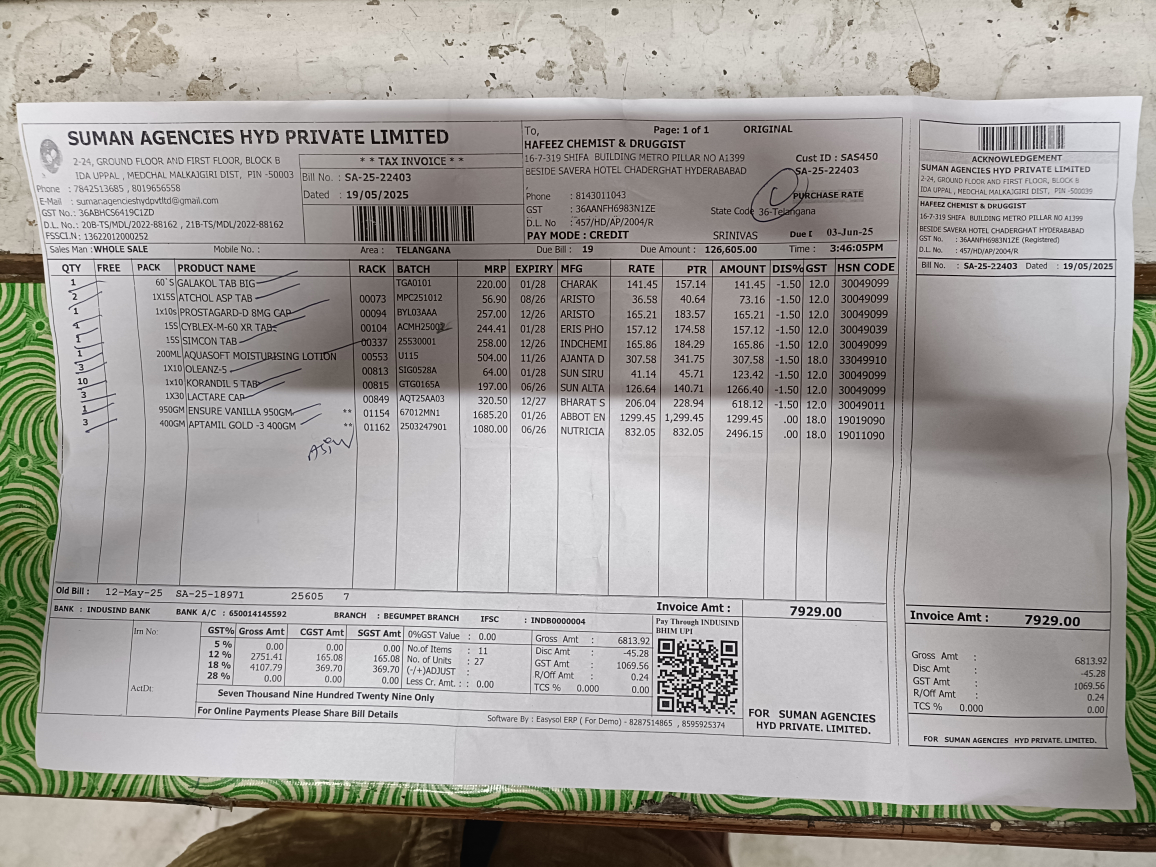 SUMAN AGENCIES HYD PRIVATE LIMITED
2-24, GROUND FLOOR AND FIRST FLOOR, BLOCK B
IDA UPPAL , MEDCHAL MALKAJGIRI DIST, PIN -50003
Phone : 7842513685 , 8019656558
E-Mail : sumanagencieshydpvtltd@gmail.com
GST No.: 36ABHCS6419C1ZD
D.L. No.: 20B-TS/MDL/2022-88162 , 21B-TS/MDL/2022-88162
FSSCI.N : 13622012000252
* * TAX INVOICE * *
Bill No. : SA-25-22403
Dated : 19/05/2025
To, Page: 1 of 1 ORIGINAL
HAFEEZ CHEMIST & DRUGGIST
16-7-319 SHIFA BUILDING METRO PILLAR NO A1399 Cust ID : SAS450
BESIDE SAVERA HOTEL CHADERGHAT HYDERABABAD SA-25-22403
,
Phone : 8143011043 PURCHASE RATE
GST : 36AANFH6983N1ZE State Code 36-Telangana
D.L. No : 457/HD/AP/2004/R
PAY MODE : CREDIT SRINIVAS Due D 03-Jun-25
Sales Man : WHOLE SALE Mobile No. : Area : TELANGANA Due Bill : 19 Due Amount : 126,605.00 Time : 3:46:05PM
QTY FREE PACK PRODUCT NAME RACK BATCH MRP EXPIRY MFG RATE PTR AMOUNT DIS% GST HSN CODE
1 60`S GALAKOL TAB BIG TGA0101 220.00 01/28 CHARAK 141.45 157.14 141.45 -1.50 12.0 30049099
2 1X15S ATCHOL ASP TAB 00073 MPC251012 56.90 08/26 ARISTO 36.58 40.64 73.16 -1.50 12.0 30049099
1 1x10s PROSTAGARD-D 8MG CAP 00094 BYL03AAA 257.00 12/26 ARISTO 165.21 183.57 165.21 -1.50 12.0 30049099
1 15S CYBLEX-M-60 XR TABS 00104 ACMH25002 244.41 01/28 ERIS PHO 157.12 174.58 157.12 -1.50 12.0 30049039
1 15S SIMCON TAB 00337 25530001 258.00 12/26 INDCHEMI 165.86 184.29 165.86 -1.50 12.0 30049099
1 200ML AQUASOFT MOISTURISING LOTION 00553 U115 504.00 11/26 AJANTA D 307.58 341.75 307.58 -1.50 18.0 33049910
3 1X10 OLEANZ-5 00813 SIG0528A 64.00 01/28 SUN SIRU 41.14 45.71 123.42 -1.50 12.0 30049099
10 1x10 KORANDIL 5 TAB 00815 GTG0165A 197.00 06/26 SUN ALTA 126.64 140.71 1266.40 -1.50 12.0 30049099
3 1X30 LACTARE CAP 00849 AQT25AA03 320.50 12/27 BHARAT S 206.04 228.94 618.12 -1.50 12.0 30049011
1 950GM ENSURE VANILLA 950GM ** 01154 67012MN1 1685.20 01/26 ABBOT EN 1299.45 1,299.45 1299.45 .00 18.0 19019090
3 400GM APTAMIL GOLD -3 400GM ** 01162 2503247901 1080.00 06/26 NUTRICIA 832.05 832.05 2496.15 .00 18.0 19011090
Old Bill : 12-May-25 SA-25-18971 25605 7
BANK : INDUSIND BANK BANK A/C : 650014145592 BRANCH : BEGUMPET BRANCH IFSC : INDB0000004
Invoice Amt : 7929.00
Irn No:
ActDt:
GST% Gross Amt CGST Amt SGST Amt
5 % 0.00 0.00 0.00
12 % 2751.41 165.08 165.08
18 % 4107.79 369.70 369.70
28 % 0.00 0.00 0.00
0%GST Value : 0.00
No.of Items : 11
No. of Units : 27
(-/+)ADJUST :
Less Cr. Amt. : : 0.00
Gross Amt : 6813.92
Disc Amt : -45.28
GST Amt : 1069.56
R/Off Amt : 0.24
TCS % 0.000 0.00
Pay Through INDUSIND
BHIM UPI
Seven Thousand Nine Hundred Twenty Nine Only
For Online Payments Please Share Bill Details
Software By : Easysol ERP ( For Demo) - 8287514865 , 8595925374
FOR SUMAN AGENCIES
HYD PRIVATE. LIMITED.
ACKNOWLEDGEMENT
SUMAN AGENCIES HYD PRIVATE LIMITED
2-24, GROUND FLOOR AND FIRST FLOOR, BLOCK B
IDA UPPAL , MEDCHAL MALKAJGIRI DIST, PIN -500039
HAFEEZ CHEMIST & DRUGGIST
16-7-319 SHIFA BUILDING METRO PILLAR NO A1399
BESIDE SAVERA HOTEL CHADERGHAT HYDERABABAD
GST No. : 36AANFH6983N1ZE (Registered)
D.L. No. : 457/HD/AP/2004/R
Bill No. : SA-25-22403 Dated : 19/05/2025
Invoice Amt : 7929.00
Gross Amt : 6813.92
Disc Amt : -45.28
GST Amt : 1069.56
R/Off Amt : 0.24
TCS % 0.000 0.00
FOR SUMAN AGENCIES HYD PRIVATE. LIMITED.